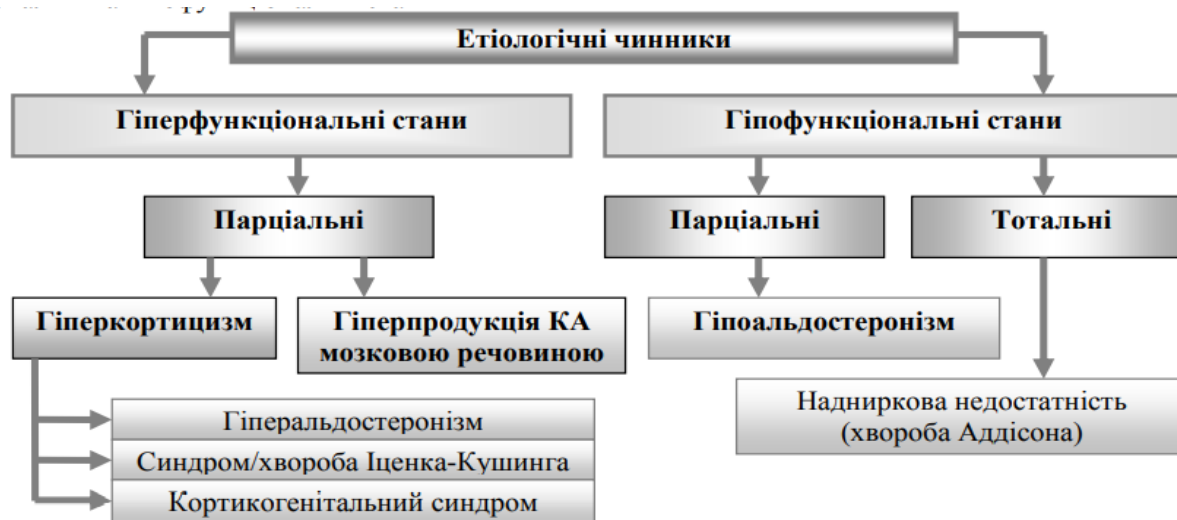 Етіологічні чинники
Гіперфункціональні стани
Гіпофункціональні стани
Парціальні
Парціальні
Тотальні
Гіперкортицизм
Гіперпродукція КА
мозковою речовиною
Гіпоальдостеронізм
Гіперальдостеронізм
Синдром/хвороба Іценка-Кушинга
Кортикогенітальний синдром
Надниркова недостатність
(хвороба Аддісона)